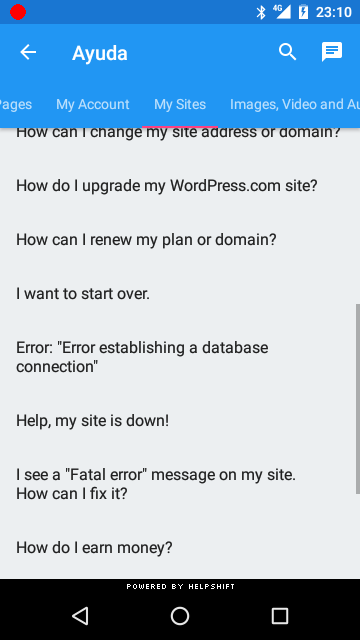 4G
23:10
Ayuda
Pages
My Account
My Sites
Images, Video and Au
How can I change my site address or domain?
How do I upgrade my WordPress.com site?
How can I renew my plan or domain?
I want to start over.
Error: "Error establishing a database
connection"
Help, my site is down!
I see a "Fatal error" message on my site.
How can I fix it?
How do I earn money?
POWERED BY HELPSHIFT